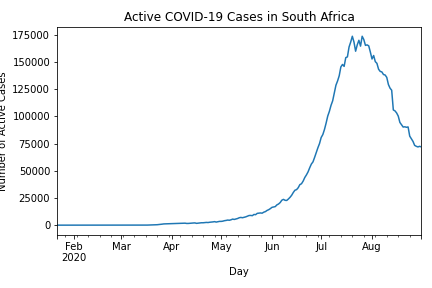 Active COVID-19 Cases in South Africa
175000
150000
125000
100000
75000
50000
25000
0
Number of Active Cases
Feb Mar Apr May Jun Jul Aug
2020
Day